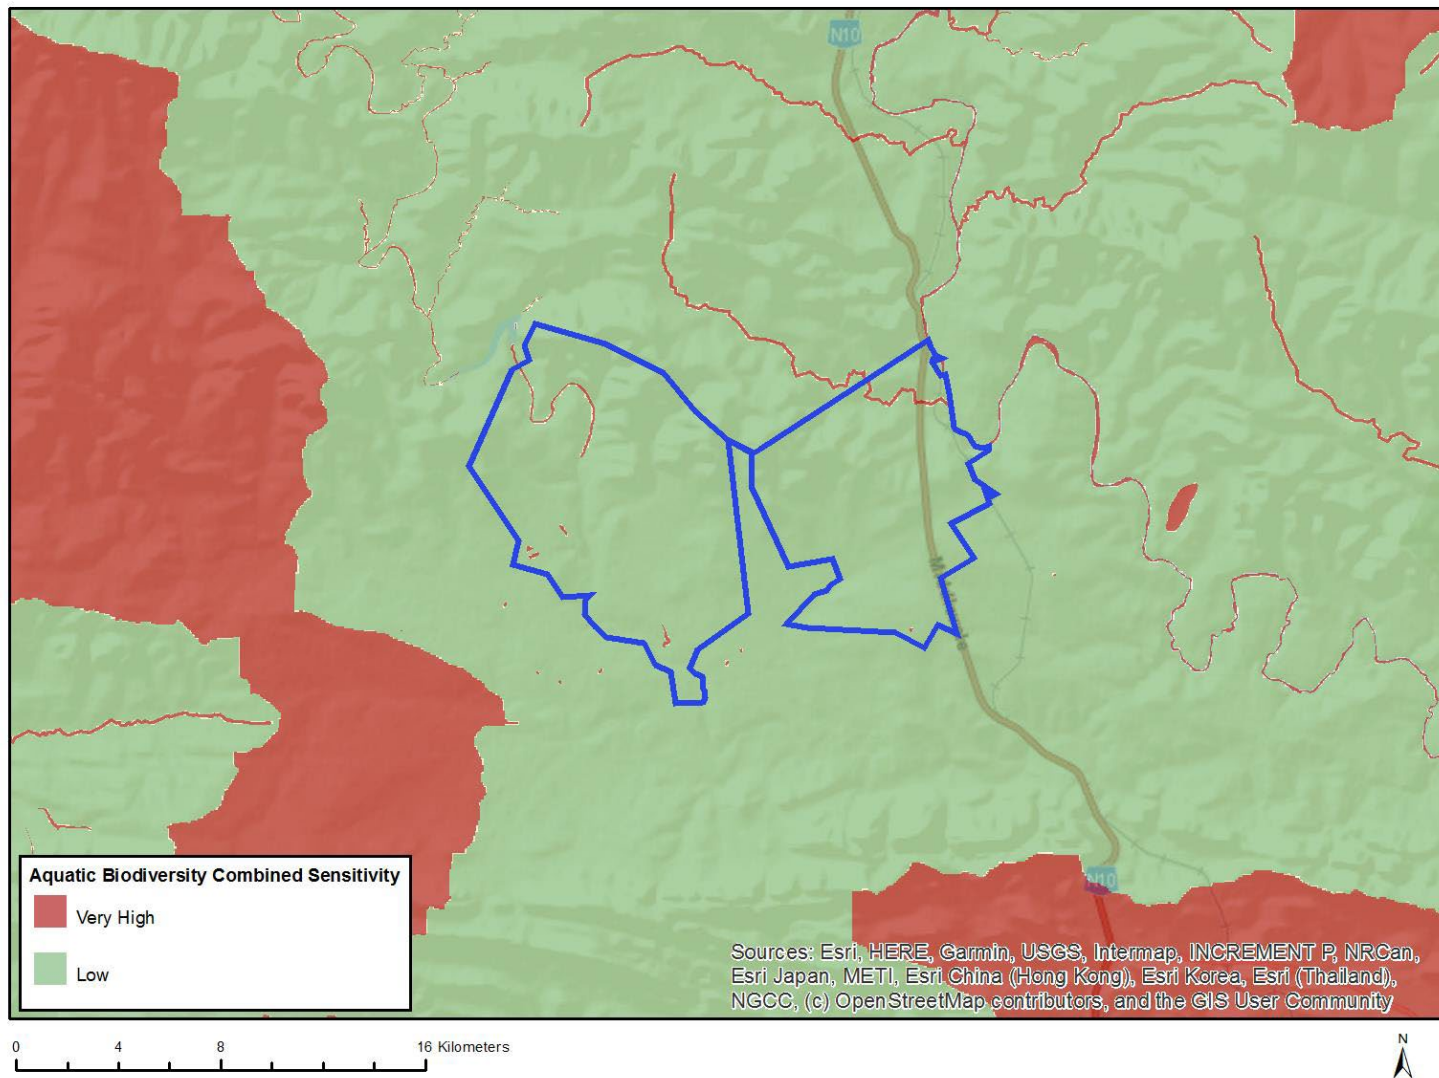 N10
N10
Aquatic Biodiversity Combined Sensitivity
Very High
Low
Sources: Esri, HERE, Garmin, USGS, Intermap, INCREMENT P, NRCan,
Esri Japan, METI, Esri China (Hong Kong), Esri Korea, Esri (Thailand),
NGCC, (c) OpenStreetMap contributors, and the GIS User Community
0 4 8 16 Kilometers
N